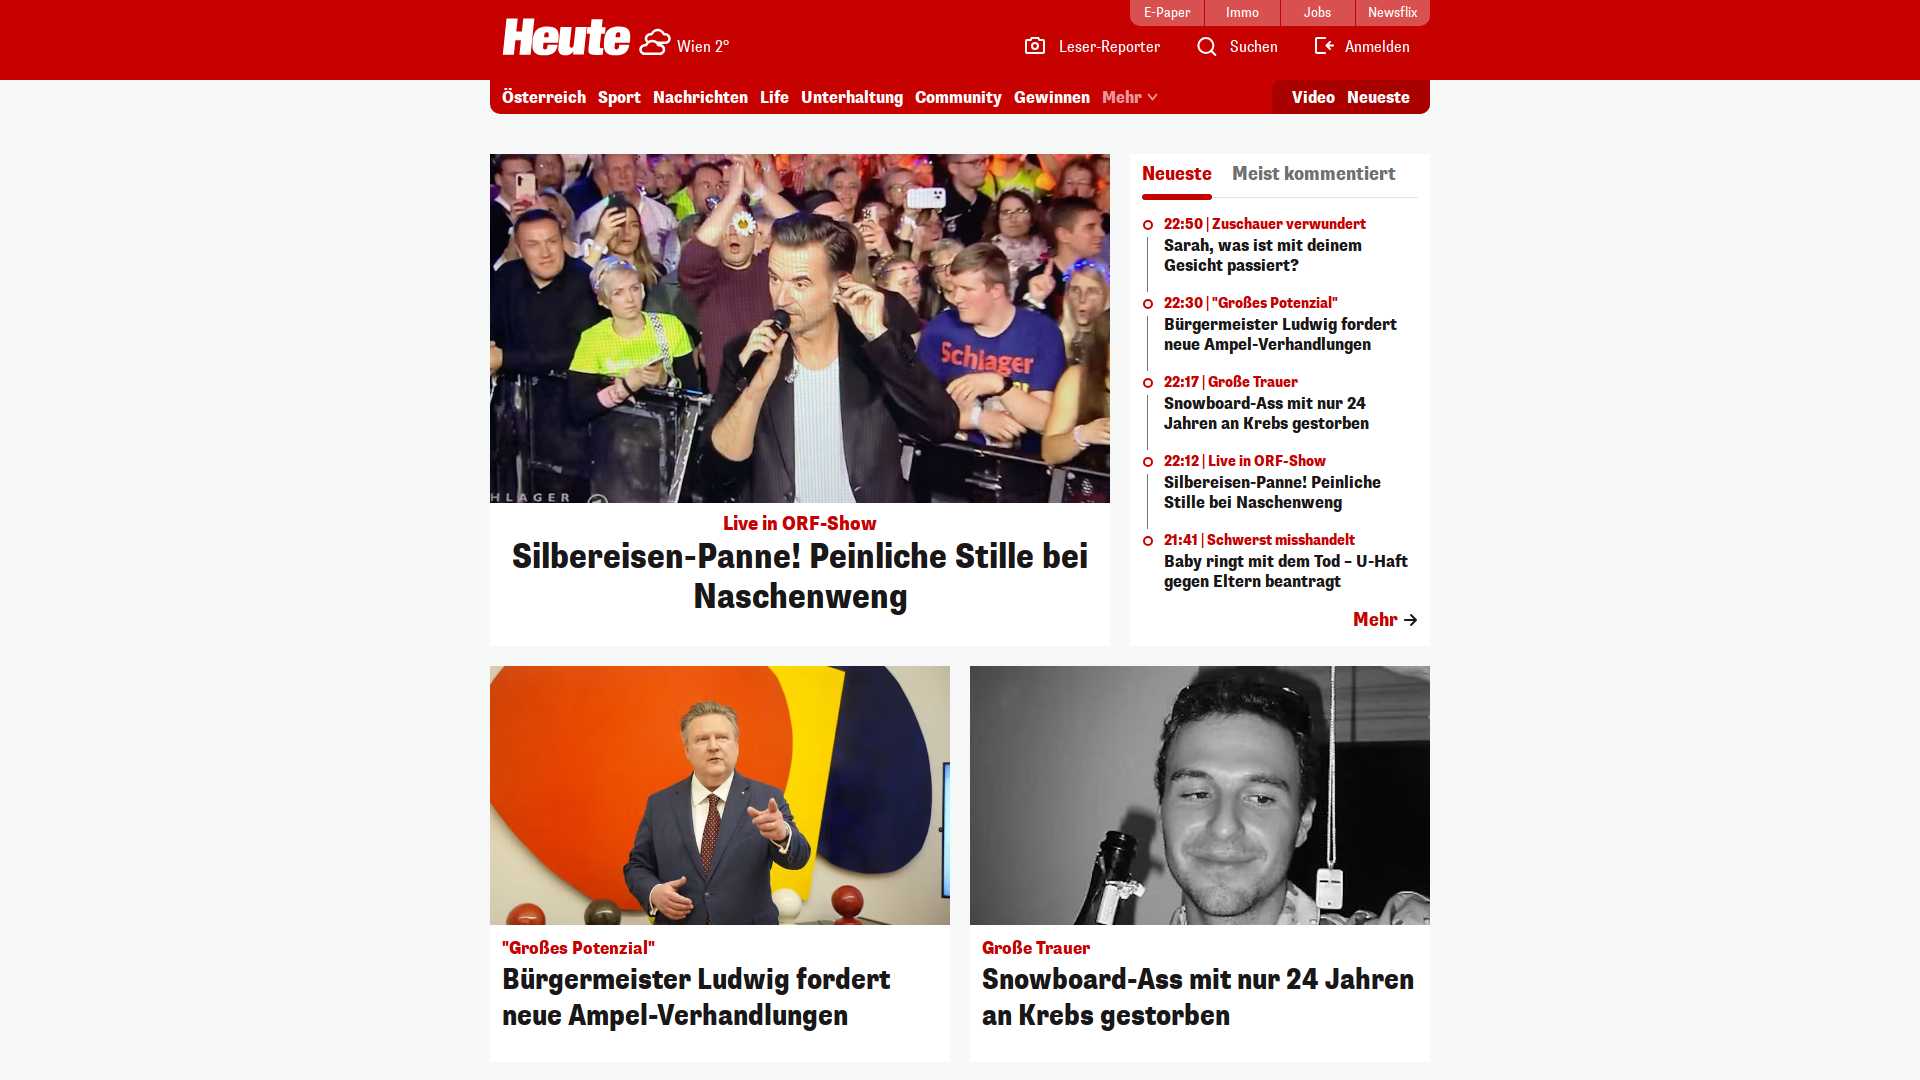 E-Paper
Immo
Jobs
Newsflix
Heute
Wien 2°
Leser-Reporter
Suchen
Anmelden
Österreich
Sport
Nachrichten
Life
Unterhaltung
Community
Gewinnen
Mehr
Video
Neueste
Schlager
HLAGER
Live in ORF-Show
Silbereisen-Panne! Peinliche Stille bei
Naschenweng
Neueste
Meist kommentiert
22:50 | Zuschauer verwundert
Sarah, was ist mit deinem
Gesicht passiert?
22:30 | "Großes Potenzial"
Bürgermeister Ludwig fordert
neue Ampel-Verhandlungen
22:17 | Große Trauer
Snowboard-Ass mit nur 24
Jahren an Krebs gestorben
22:12 | Live in ORF-Show
Silbereisen-Panne! Peinliche
Stille bei Naschenweng
21:41 | Schwerst misshandelt
Baby ringt mit dem Tod – U-Haft
gegen Eltern beantragt
Mehr
"Großes Potenzial"
Bürgermeister Ludwig fordert
neue Ampel-Verhandlungen
Große Trauer
Snowboard-Ass mit nur 24 Jahren
an Krebs gestorben